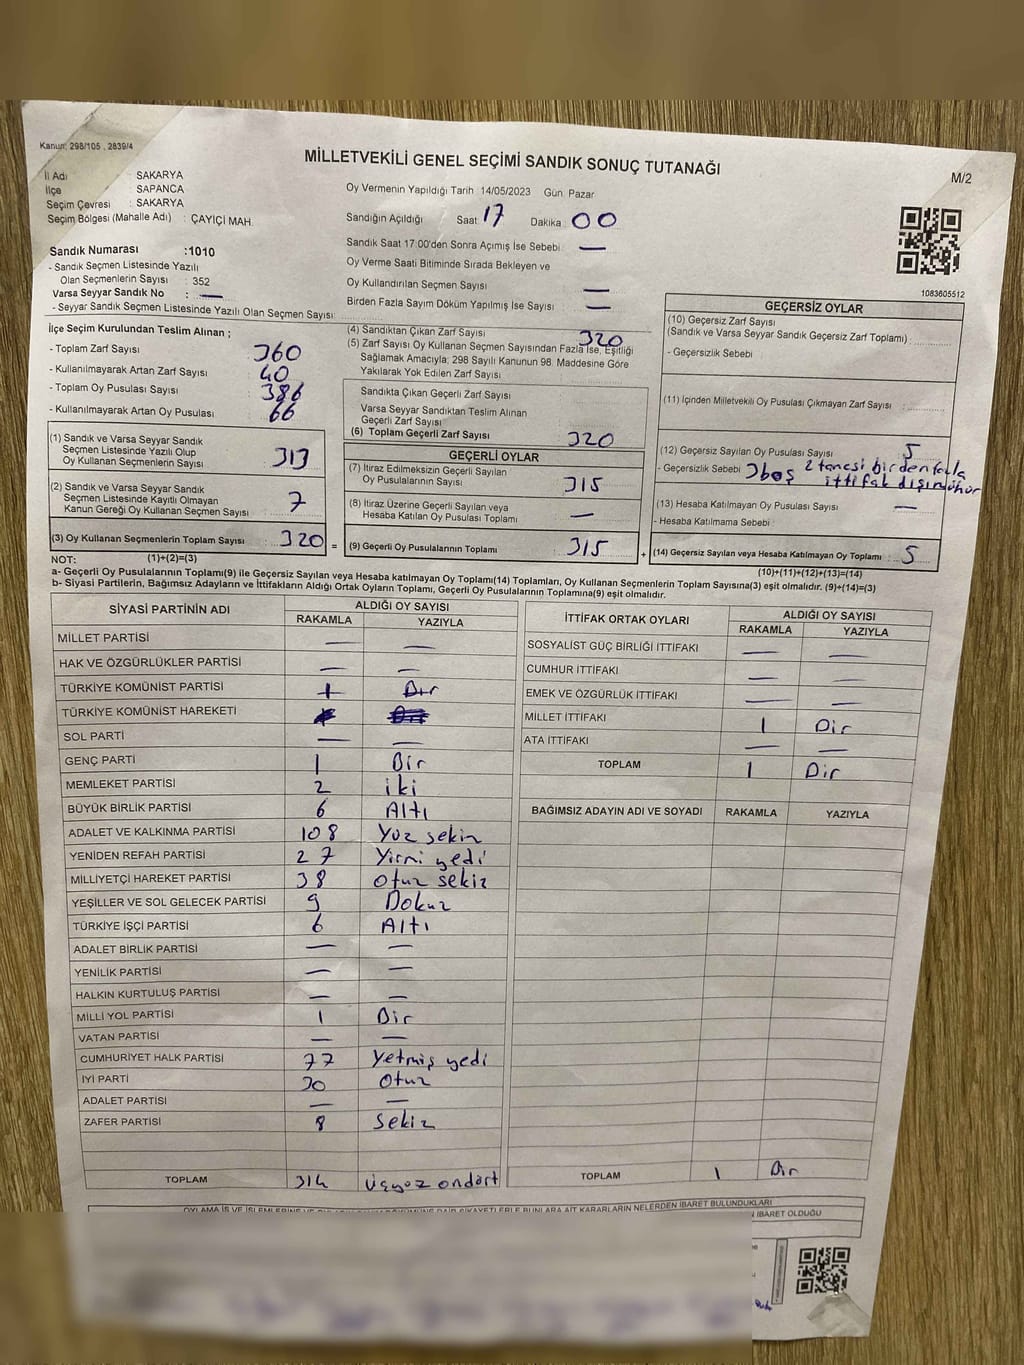 Kanun: 298/105 , 2839/4
MİLLETVEKİLİ GENEL SEÇİMİ SANDIK SONUÇ TUTANAĞI
M/2
İl Adı : SAKARYA
İlçe : SAPANCA
Seçim Çevresi : SAKARYA
Seçim Bölgesi (Mahalle Adı) : ÇAYİÇİ MAH.
Oy Vermenin Yapıldığı Tarih 14/05/2023 Gün: Pazar
Sandığın Açıldığı Saat 17 Dakika 00
Sandık Saat 17:00'den Sonra Açımış İse Sebebi : —
Oy Verme Saati Bitiminde Sırada Bekleyen ve
Oy Kullandırılan Seçmen Sayısı : —
Birden Fazla Sayım Döküm Yapılmış İse Sayısı : —
Sandık Numarası :1010
- Sandık Seçmen Listesinde Yazılı
Olan Seçmenlerin Sayısı : 352
Varsa Seyyar Sandık No : —
- Seyyar Sandık Seçmen Listesinde Yazılı Olan Seçmen Sayısı:
1083605512
İlçe Seçim Kurulundan Teslim Alınan ;
- Toplam Zarf Sayısı : 360
- Kullanılmayarak Artan Zarf Sayısı : 40
- Toplam Oy Pusulası Sayısı : 386
- Kullanılmayarak Artan Oy Pusulası : 66
(1) Sandık ve Varsa Seyyar Sandık
Seçmen Listesinde Yazılı Olup
Oy Kullanan Seçmenlerin Sayısı : 313
(2) Sandık ve Varsa Seyyar Sandık
Seçmen Listesinde Kayıtlı Olmayan
Kanun Gereği Oy Kullanan Seçmen Sayısı : 7
(3) Oy Kullanan Seçmenlerin Toplam Sayısı : 320 =
(4) Sandıktan Çıkan Zarf Sayısı : 320
(5) Zarf Sayısı Oy Kullanan Seçmen Sayısından Fazla İse, Eşitliği
Sağlamak Amacıyla; 298 Sayılı Kanunun 98. Maddesine Göre
Yakılarak Yok Edilen Zarf Sayısı :
Sandıkta Çıkan Geçerli Zarf Sayısı :
Varsa Seyyar Sandıktan Teslim Alınan
Geçerli Zarf Sayısı :
(6) Toplam Geçerli Zarf Sayısı : 320
GEÇERLİ OYLAR
(7) İtiraz Edilmeksizin Geçerli Sayılan
Oy Pusulalarının Sayısı : 315
(8) İtiraz Üzerine Geçerli Sayılan veya
Hesaba Katılan Oy Pusulası Toplamı : —
(9) Geçerli Oy Pusulalarının Toplamı : 315 +
GEÇERSİZ OYLAR
(10) Geçersiz Zarf Sayısı
(Sandık ve Varsa Seyyar Sandık Geçersiz Zarf Toplamı) :
- Geçersizlik Sebebi :
(11) İçinden Milletvekili Oy Pusulası Çıkmayan Zarf Sayısı :
(12) Geçersiz Sayılan Oy Pusulası Sayısı : 5
- Geçersizlik Sebebi : 3 boş 2 tanesi birden fazla
ittifak dışı mühür
(13) Hesaba Katılmayan Oy Pusulası Sayısı : —
- Hesaba Katılmama Sebebi :
(14) Geçersiz Sayılan veya Hesaba Katılmayan Oy Toplamı : 5
NOT: (1)+(2)=(3)
(10)+(11)+(12)+(13)=(14)
a- Geçerli Oy Pusulalarının Toplamı(9) ile Geçersiz Sayılan veya Hesaba katılmayan Oy Toplamı(14) Toplamları, Oy Kullanan Seçmenlerin Toplam Sayısına(3) eşit olmalıdır. (9)+(14)=(3)
b- Siyasi Partilerin, Bağımsız Adayların ve İttifakların Aldığı Ortak Oyların Toplamı, Geçerli Oy Pusulalarının Toplamına(9) eşit olmalıdır.
SİYASİ PARTİNİN ADI ALDIĞI OY SAYISI
RAKAMLA YAZIYLA
MİLLET PARTİSİ — —
HAK VE ÖZGÜRLÜKLER PARTİSİ — —
TÜRKİYE KOMÜNİST PARTİSİ 1 Bir
TÜRKİYE KOMÜNİST HAREKETİ
SOL PARTİ — —
GENÇ PARTİ 1 Bir
MEMLEKET PARTİSİ 2 iki
BÜYÜK BİRLİK PARTİSİ 6 Altı
ADALET VE KALKINMA PARTİSİ 108 Yüz sekiz
YENİDEN REFAH PARTİSİ 27 Yirmi yedi
MİLLİYETÇİ HAREKET PARTİSİ 38 otuz sekiz
YEŞİLLER VE SOL GELECEK PARTİSİ 9 Dokuz
TÜRKİYE İŞÇİ PARTİSİ 6 Altı
ADALET BİRLİK PARTİSİ — —
YENİLİK PARTİSİ — —
HALKIN KURTULUŞ PARTİSİ — —
MİLLİ YOL PARTİSİ 1 Bir
VATAN PARTİSİ — —
CUMHURİYET HALK PARTİSİ 77 Yetmiş yedi
İYİ PARTİ 30 Otuz
ADALET PARTİSİ — —
ZAFER PARTİSİ 8 Sekiz
TOPLAM 314 Üçyüz ondört
İTTİFAK ORTAK OYLARI ALDIĞI OY SAYISI
RAKAMLA YAZIYLA
SOSYALİST GÜÇ BİRLİĞİ İTTİFAKI — —
CUMHUR İTTİFAKI — —
EMEK VE ÖZGÜRLÜK İTTİFAKI — —
MİLLET İTTİFAKI 1 Bir
ATA İTTİFAKI — —
TOPLAM 1 Bir
BAĞIMSIZ ADAYIN ADI VE SOYADI RAKAMLA YAZIYLA
TOPLAM 1 Bir
NELERDEN İBARET BULUNDUKLARI
İBARET OLDUĞU